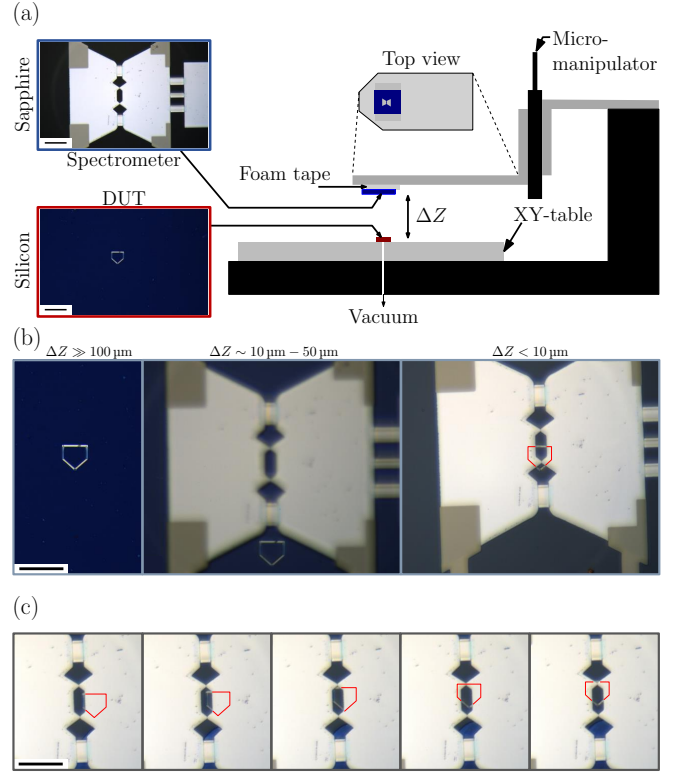 (a)
Sapphire
Spectrometer
DUT
Silicon
Top view
Micro-
manipulator
Foam tape
ΔZ
XY-table
Vacuum
(b)
ΔZ ≫ 100 µm
ΔZ ∼ 10 µm − 50 µm
ΔZ < 10 µm
(c)